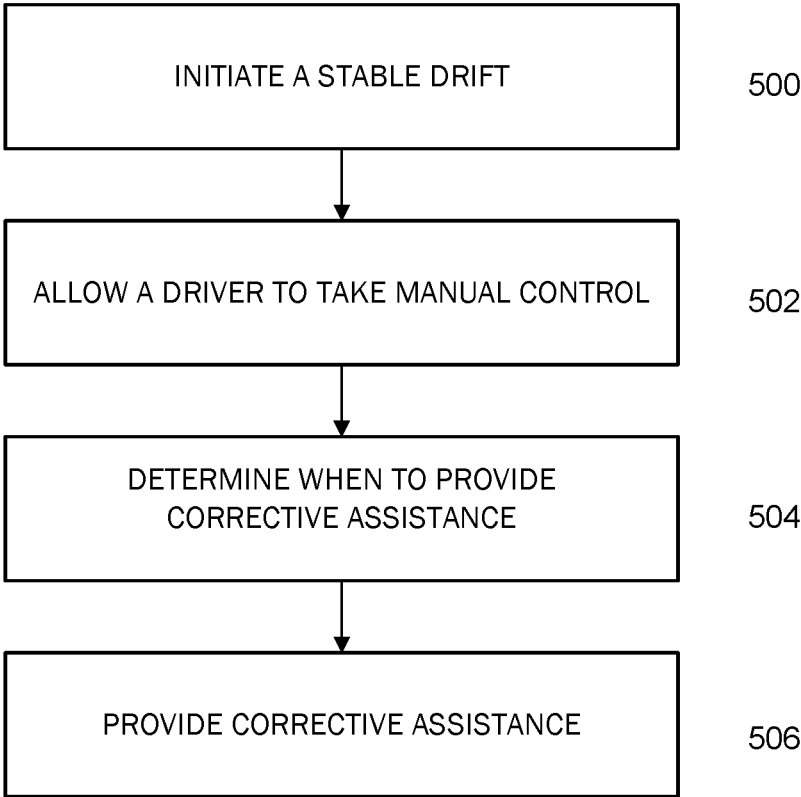 INITIATE A STABLE DRIFT
500
ALLOW A DRIVER TO TAKE MANUAL CONTROL
502
DETERMINE WHEN TO PROVIDE
CORRECTIVE ASSISTANCE
504
PROVIDE CORRECTIVE ASSISTANCE
506